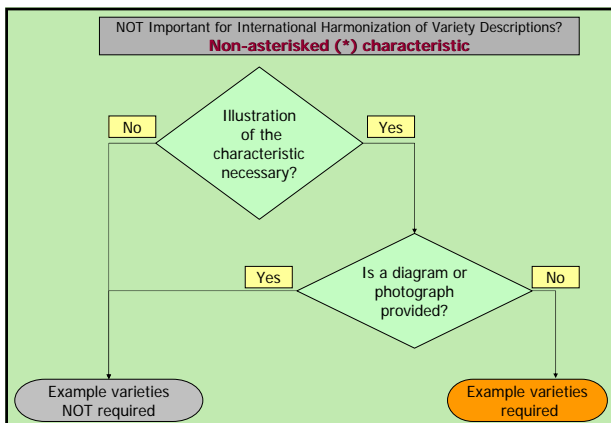 NOT Important for International Harmonization of Variety Descriptions?
Non-asterisked (*) characteristic
Illustration
of the
characteristic
necessary?
No
Yes
Is a diagram or
photograph
provided?
Yes
No
Example varieties
NOT required
Example varieties
required